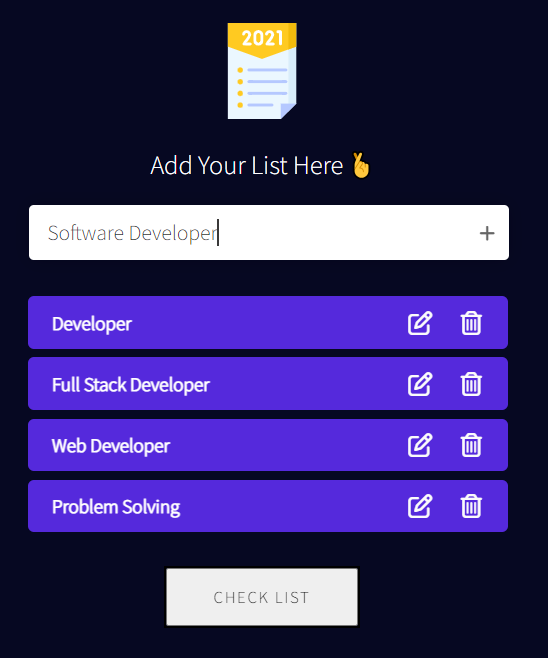 2021
Add Your List Here 🤞
Software Developer
Developer
Full Stack Developer
Web Developer
Problem Solving
CHECK LIST